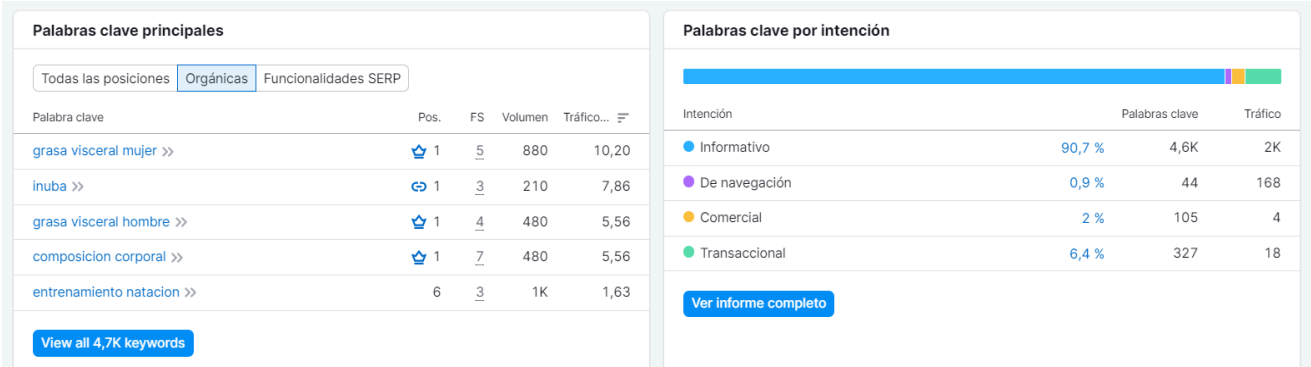 Palabras clave principales
Todas las posiciones Orgánicas Funcionalidades SERP
Palabra clave Pos. FS Volumen Tráfico...
grasa visceral mujer 1 5 880 10,20
inuba 1 3 210 7,86
grasa visceral hombre 1 4 480 5,56
composicion corporal 1 7 480 5,56
entrenamiento natacion 6 3 1K 1,63
View all 4,7K keywords
Palabras clave por intención
Intención Palabras clave Tráfico
Informativo 90,7 % 4,6K 2K
De navegación 0,9 % 44 168
Comercial 2 % 105 4
Transaccional 6,4 % 327 18
Ver informe completo